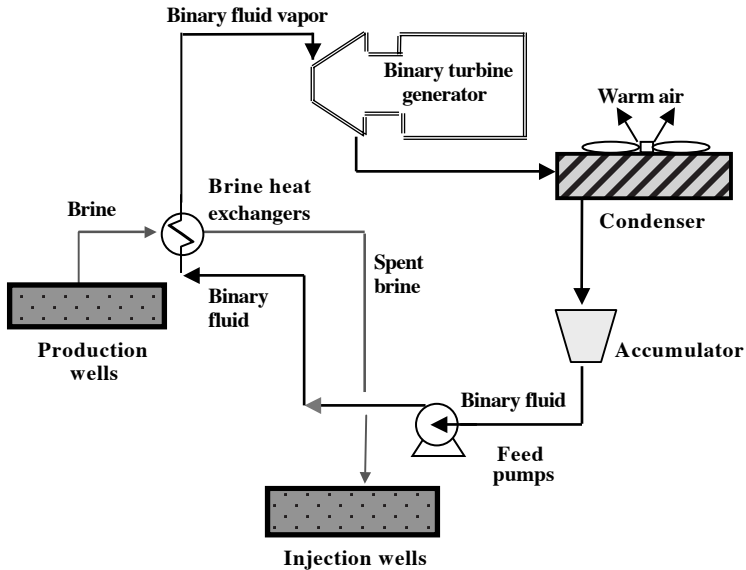 Binary fluid vapor
Binary turbine
generator
Warm air
Brine heat
exchangers
Brine
Condenser
Spent
brine
Binary
fluid
Production
wells
Accumulator
Binary fluid
Feed
pumps
Injection wells